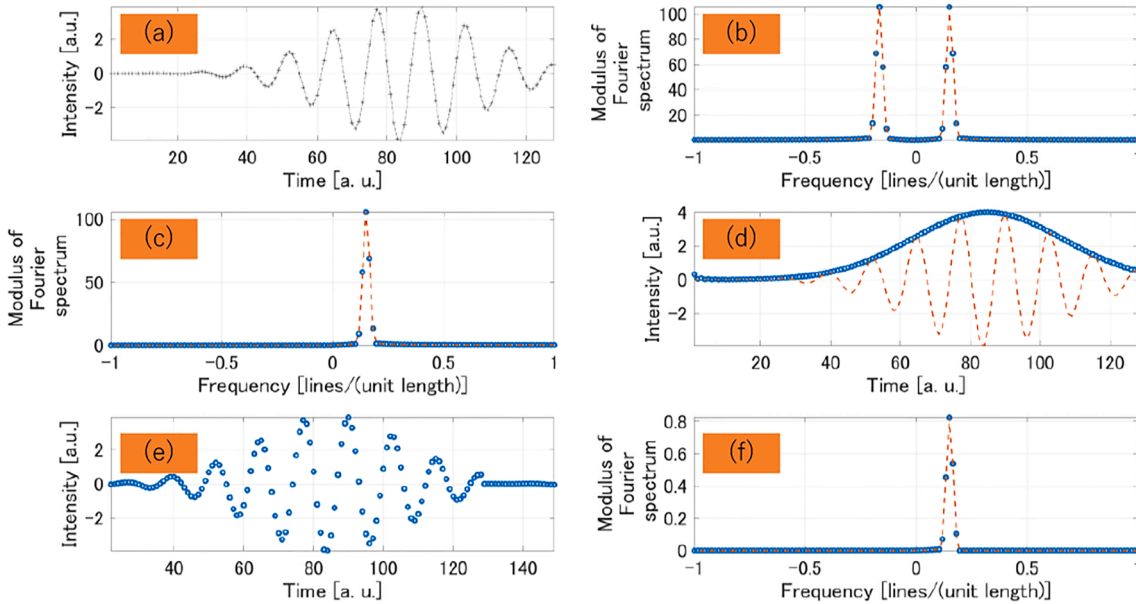 (a)
Intensity [a.u.]
2
0
-2
20 40 60 80 100 120
Time [a. u.]
(b)
Modulus of
Fourier
spectrum
100
80
60
40
20
-1 -0.5 0 0.5 1
Frequency [lines/(unit length)]
(c)
Modulus of
Fourier
spectrum
100
50
0
-1 -0.5 0 0.5 1
Frequency [lines/(unit length)]
(d)
Intensity [a.u.]
4
2
0
-2
20 40 60 80 100 120
Time [a. u.]
(e)
Intensity [a.u.]
2
0
-2
40 60 80 100 120 140
Time [a. u.]
(f)
Modulus of
Fourier
spectrum
0.8
0.6
0.4
0.2
0
-1 -0.5 0 0.5 1
Frequency [lines/(unit length)]